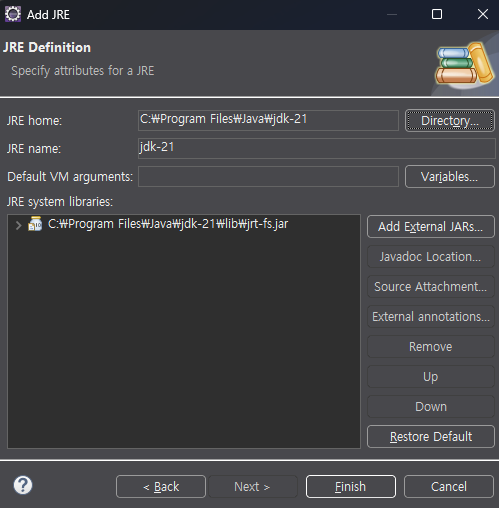 Add JRE
JRE Definition
Specify attributes for a JRE
JRE home:
C:₩Program Files₩Java₩jdk-21
Directory...
JRE name:
jdk-21
Default VM arguments:
Variables...
JRE system libraries:
C:₩Program Files₩Java₩jdk-21₩lib₩jrt-fs.jar
Add External JARs...
Javadoc Location...
Source Attachment...
External annotations...
Remove
Up
Down
Restore Default
?
< Back
Next >
Finish
Cancel